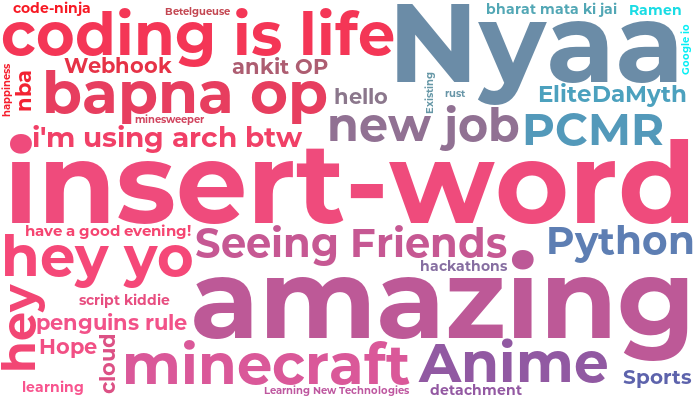 code-ninja
Betelgueuse
coding is life
Nyaa
bharat mata ki jai
Ramen
Google io
happiness
nba
Webhook
ankit OP
bapna op
hello
Existing
rust
EliteDaMyth
minesweeper
i'm using arch btw
new job
PCMR
insert-word
have a good evening!
hey yo
Seeing Friends
Python
hackathons
amazing
script kiddie
hey
penguins rule
Hope
cloud
minecraft
Anime
Sports
learning
Learning New Technologies
detachment